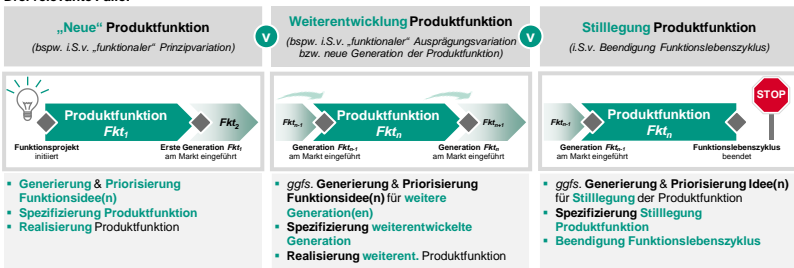 „Neue" Produktfunktion
(bspw. i.S.v. „funktionaler" Prinzipvariation)
v
Weiterentwicklung Produktfunktion
(bspw. i.S.v. „funktionaler" Ausprägungsvariation
bzw. neue Generation der Produktfunktion)
v
Stilllegung Produktfunktion
(i.S.v. Beendigung Funktionslebenszyklus)
Produktfunktion
Fkt1
Fkt2
Funktionsprojekt
initiiert
Erste Generation Fkt1
am Markt eingeführt
Fktn-1
Produktfunktion
Fktn
Fktn+1
Generation Fktn-1
am Markt eingeführt
Generation Fktn
am Markt eingeführt
STOP
Fktn-1
Produktfunktion
Fktn
Generation Fktn-1
am Markt eingeführt
Funktionslebenszyklus
beendet
▪ Generierung & Priorisierung
Funktionsidee(n)
▪ Spezifizierung Produktfunktion
▪ Realisierung Produktfunktion
▪ ggfs. Generierung & Priorisierung
Funktionsidee(n) für weitere
Generation(en)
▪ Spezifizierung weiterentwickelte
Generation
▪ Realisierung weiterent. Produktfunktion
▪ ggfs. Generierung & Priorisierung Idee(n)
für Stilllegung der Produktfunktion
▪ Spezifizierung Stilllegung
Produktfunktion
▪ Beendigung Funktionslebenszyklus